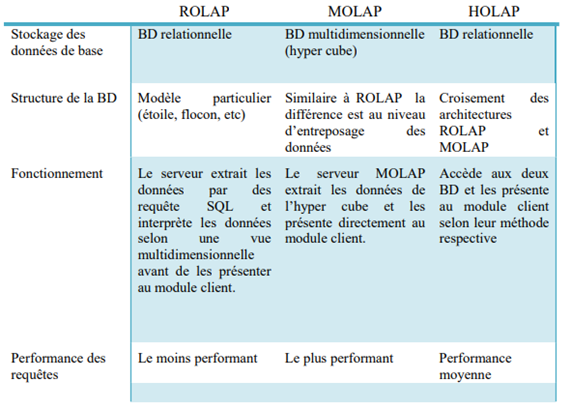 ROLAP MOLAP HOLAP
Stockage des données de base
BD relationnelle
BD multidimensionnelle (hyper cube)
BD relationnelle
Structure de la BD
Modèle particulier (étoile, flocon, etc)
Similaire à ROLAP la différence est au niveau d'entreposage des données
Croisement des architectures ROLAP et MOLAP
Fonctionnement
Le serveur extrait les données par des requête SQL et interprète les données selon une vue multidimensionnelle avant de les présenter au module client.
Le serveur MOLAP extrait les données de l'hyper cube et les présente directement au module client.
Accède aux deux BD et les présente au module client selon leur méthode respective
Performance des requêtes
Le moins performant
Le plus performant
Performance moyenne